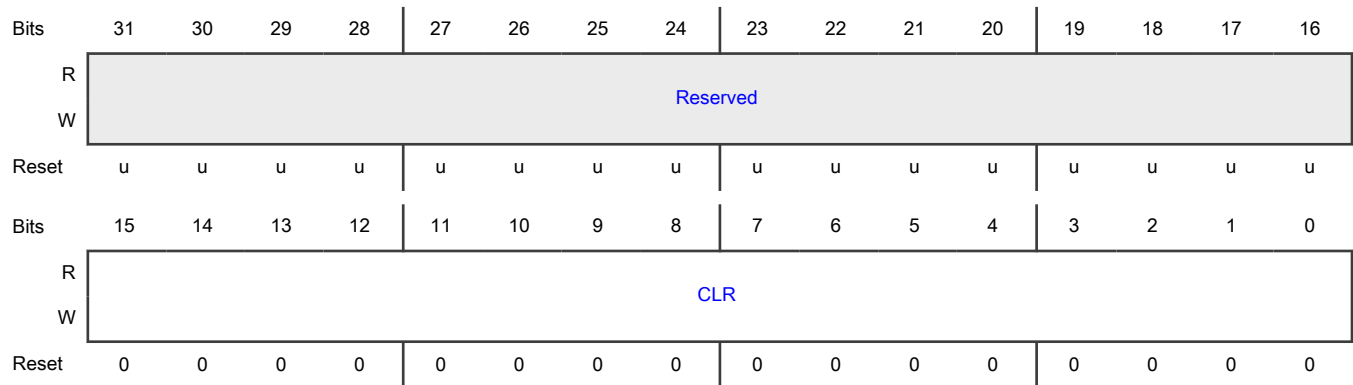 Bits 31 30 29 28 27 26 25 24 23 22 21 20 19 18 17 16
R
Reserved
W
Reset u u u u u u u u u u u u u u u u
Bits 15 14 13 12 11 10 9 8 7 6 5 4 3 2 1 0
R
CLR
W
Reset 0 0 0 0 0 0 0 0 0 0 0 0 0 0 0 0